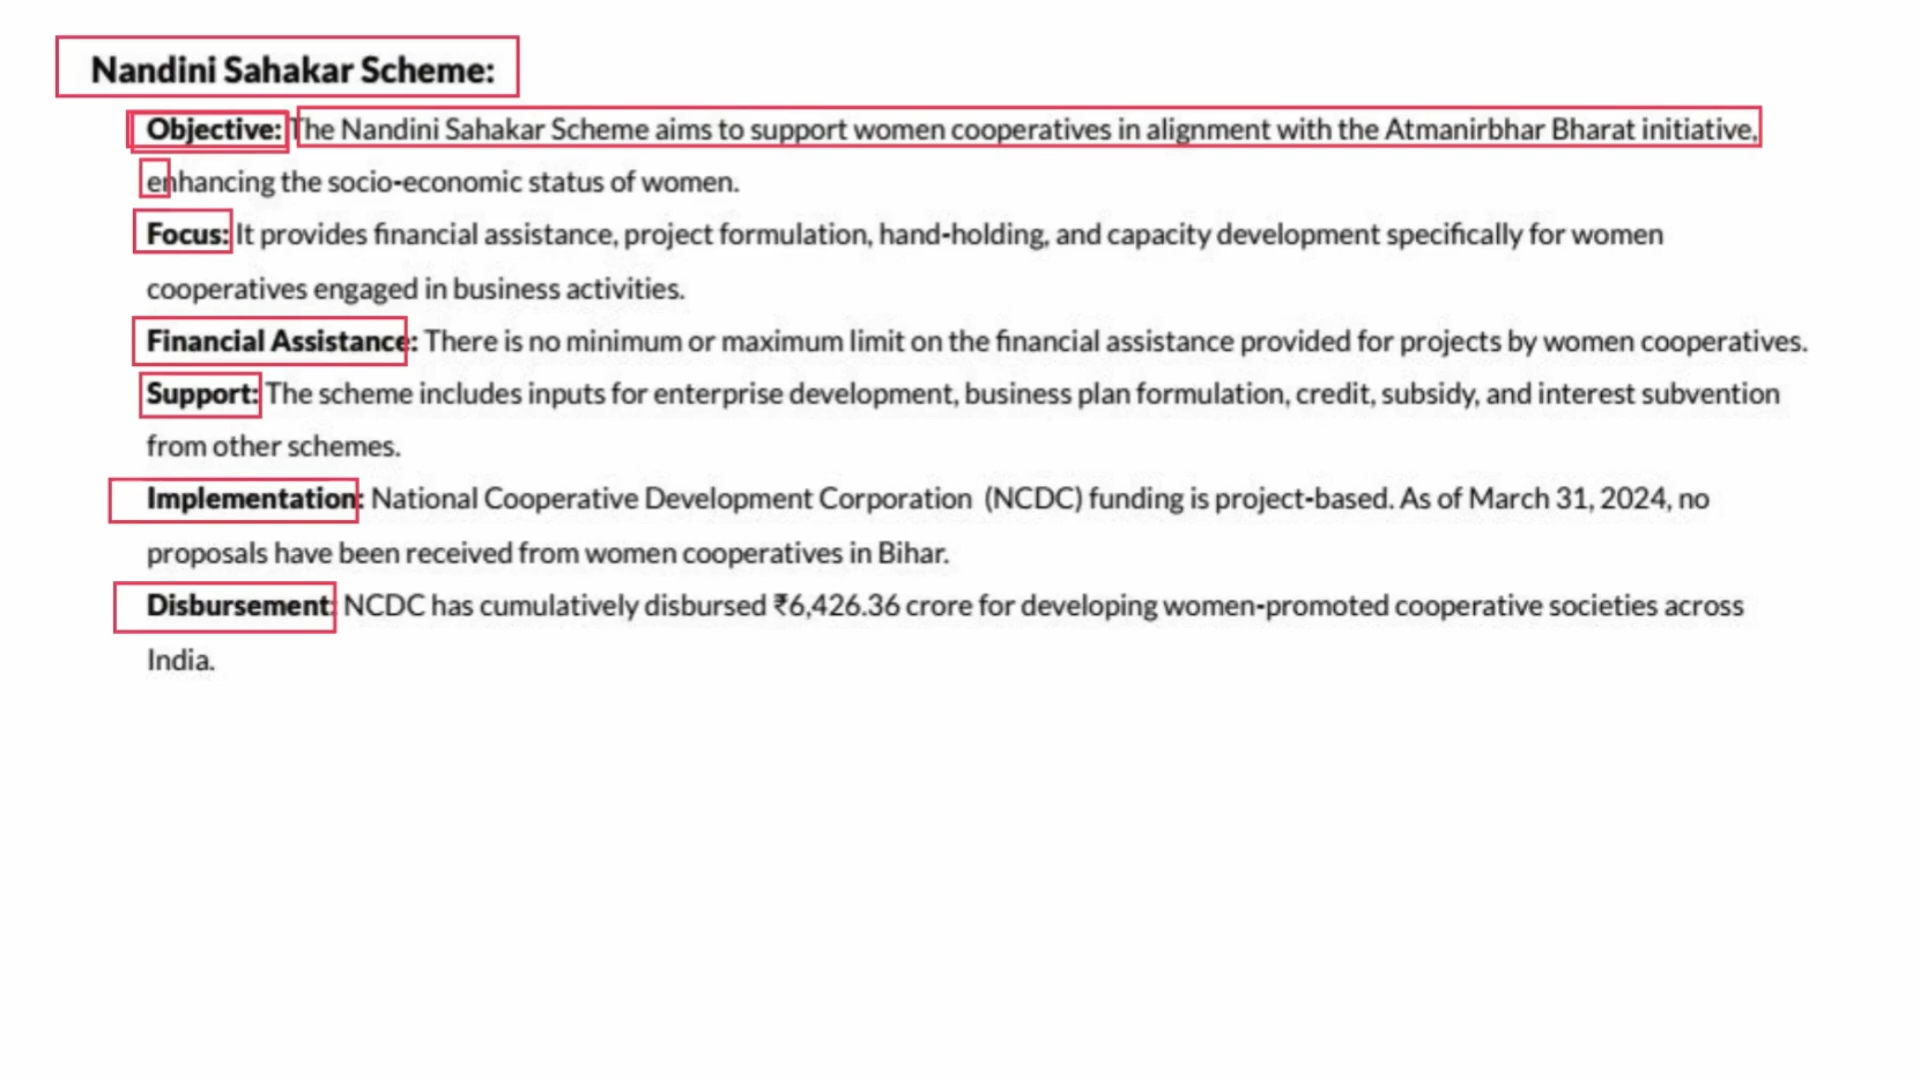 Nandini Sahakar Scheme:
Objective: The Nandini Sahakar Scheme aims to support women cooperatives in alignment with the Atmanirbhar Bharat initiative,
enhancing the socio-economic status of women.
Focus: It provides financial assistance, project formulation, hand-holding, and capacity development specifically for women
cooperatives engaged in business activities.
Financial Assistance: There is no minimum or maximum limit on the financial assistance provided for projects by women cooperatives.
Support: The scheme includes inputs for enterprise development, business plan formulation, credit, subsidy, and interest subvention
from other schemes.
Implementation: National Cooperative Development Corporation (NCDC) funding is project-based. As of March 31, 2024, no
proposals have been received from women cooperatives in Bihar.
Disbursement: NCDC has cumulatively disbursed ₹6,426.36 crore for developing women-promoted cooperative societies across
India.